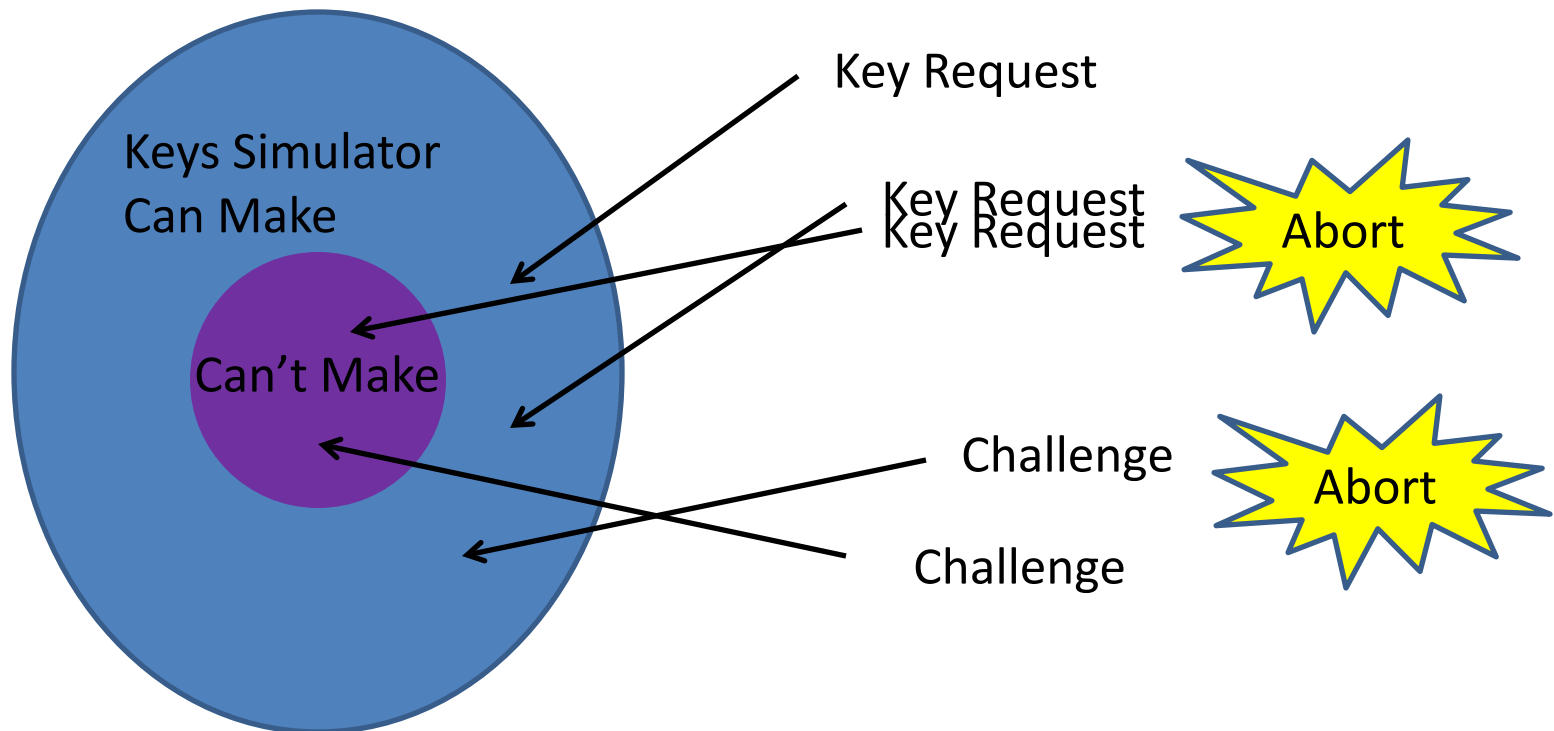 Key Request
Keys Simulator
Can Make
Key Request
Key Request
Abort
Can’t Make
Challenge
Abort
Challenge